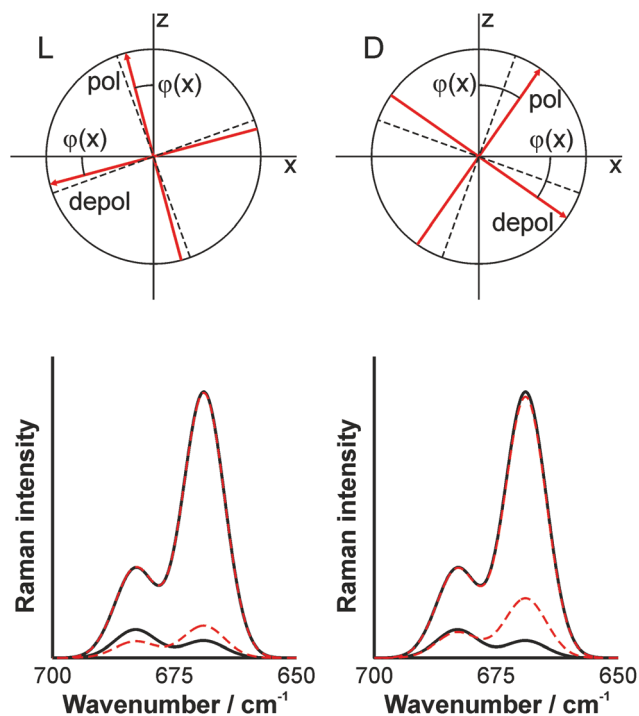 L
z
pol
φ(x)
φ(x)
x
depol
D
z
φ(x)
pol
φ(x)
x
depol
Raman intensity
700
675
650
Wavenumber / cm⁻¹
Raman intensity
700
675
650
Wavenumber / cm⁻¹